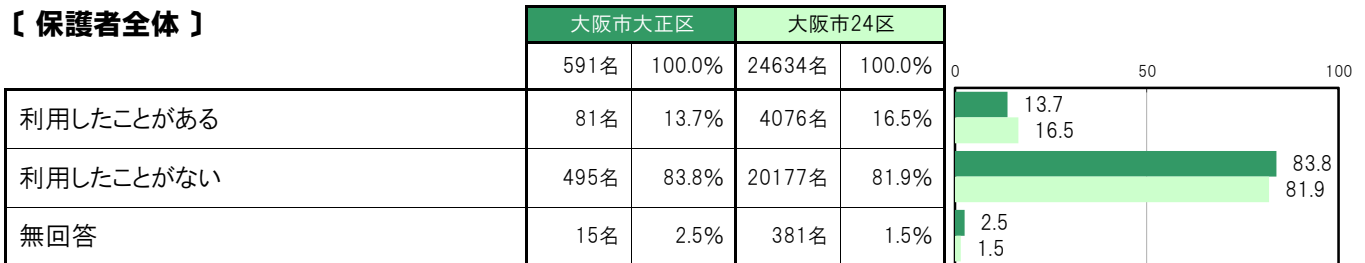 〔 保護者全体 〕
大阪市大正区 大阪市24区
591名 100.0% 24634名 100.0%
0 50 100
利用したことがある 81名 13.7% 4076名 16.5%
13.7
16.5
利用したことがない 495名 83.8% 20177名 81.9%
83.8
81.9
無回答 15名 2.5% 381名 1.5%
2.5
1.5